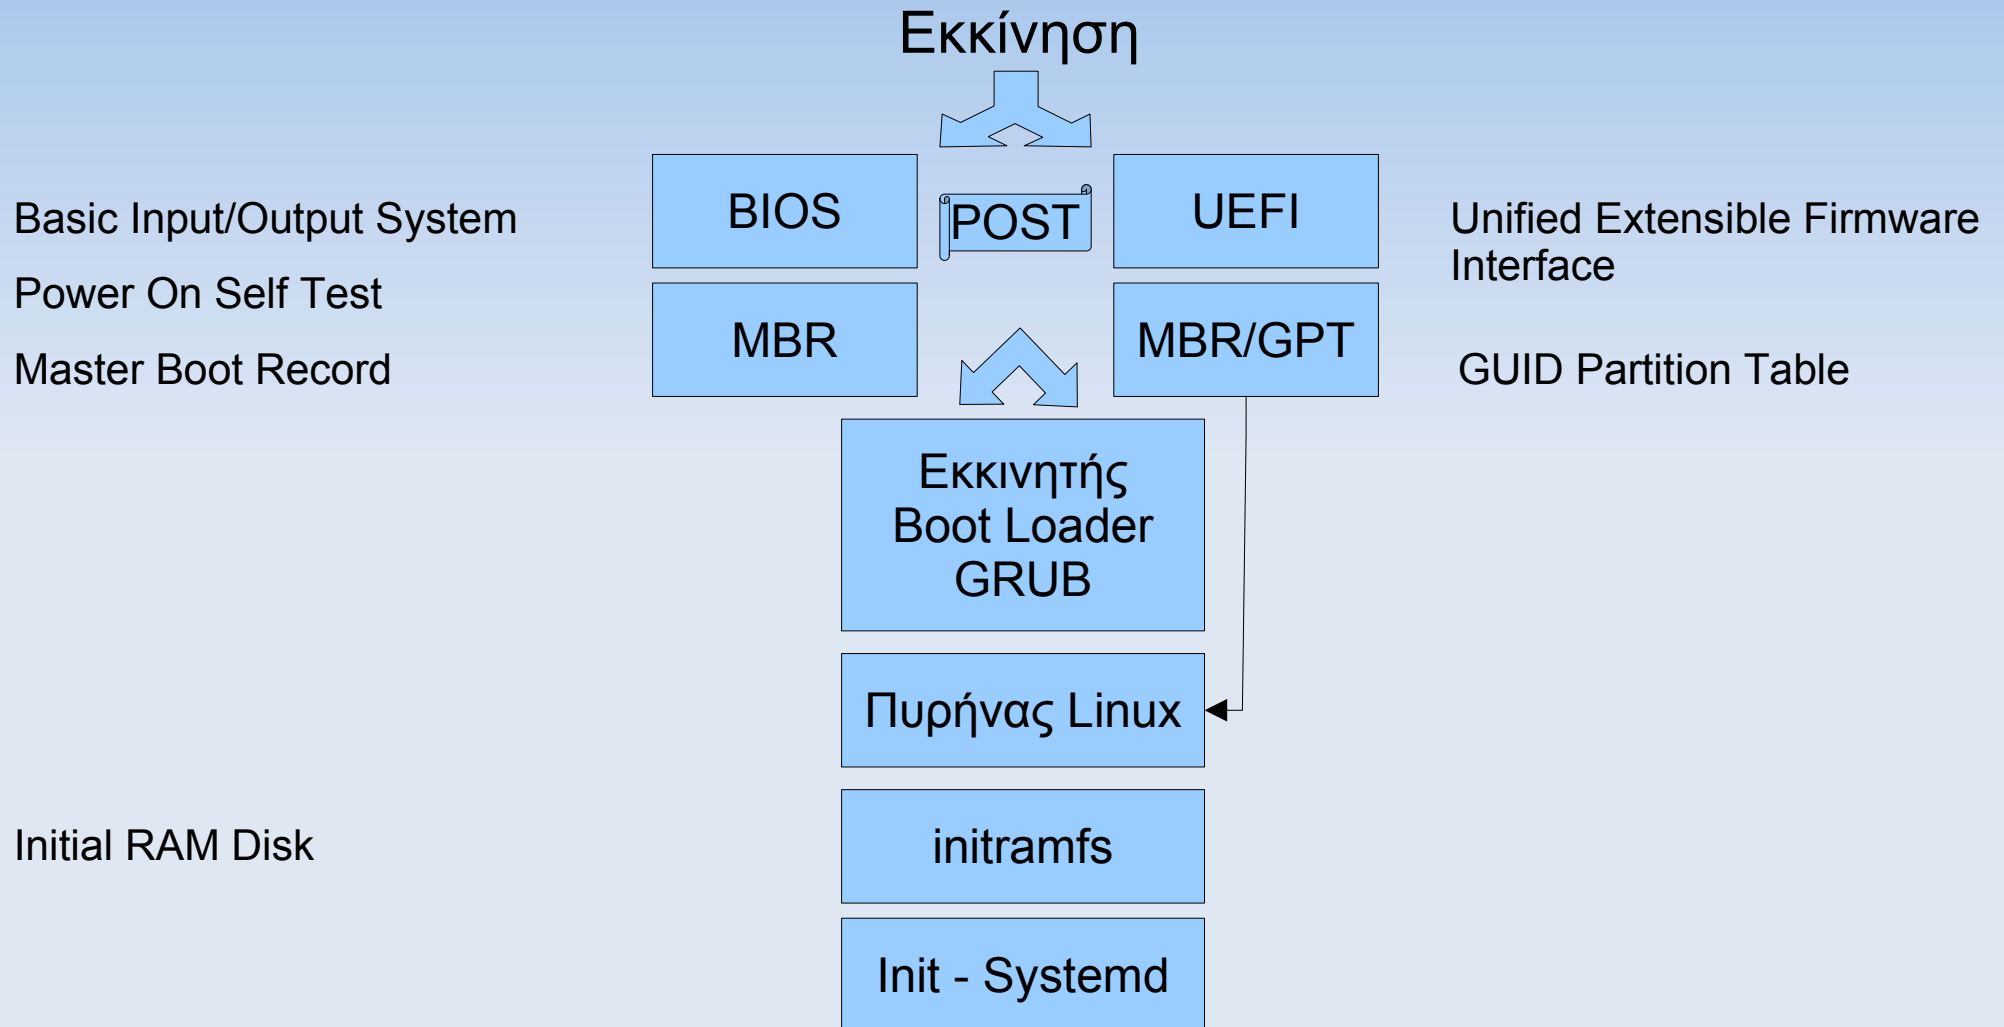 Εκκίνηση
BIOS
POST
UEFI
Basic Input/Output System
Unified Extensible Firmware
Interface
Power On Self Test
MBR
MBR/GPT
Master Boot Record
GUID Partition Table
Εκκινητής
Boot Loader
GRUB
Πυρήνας Linux
Initial RAM Disk
initramfs
Init - Systemd